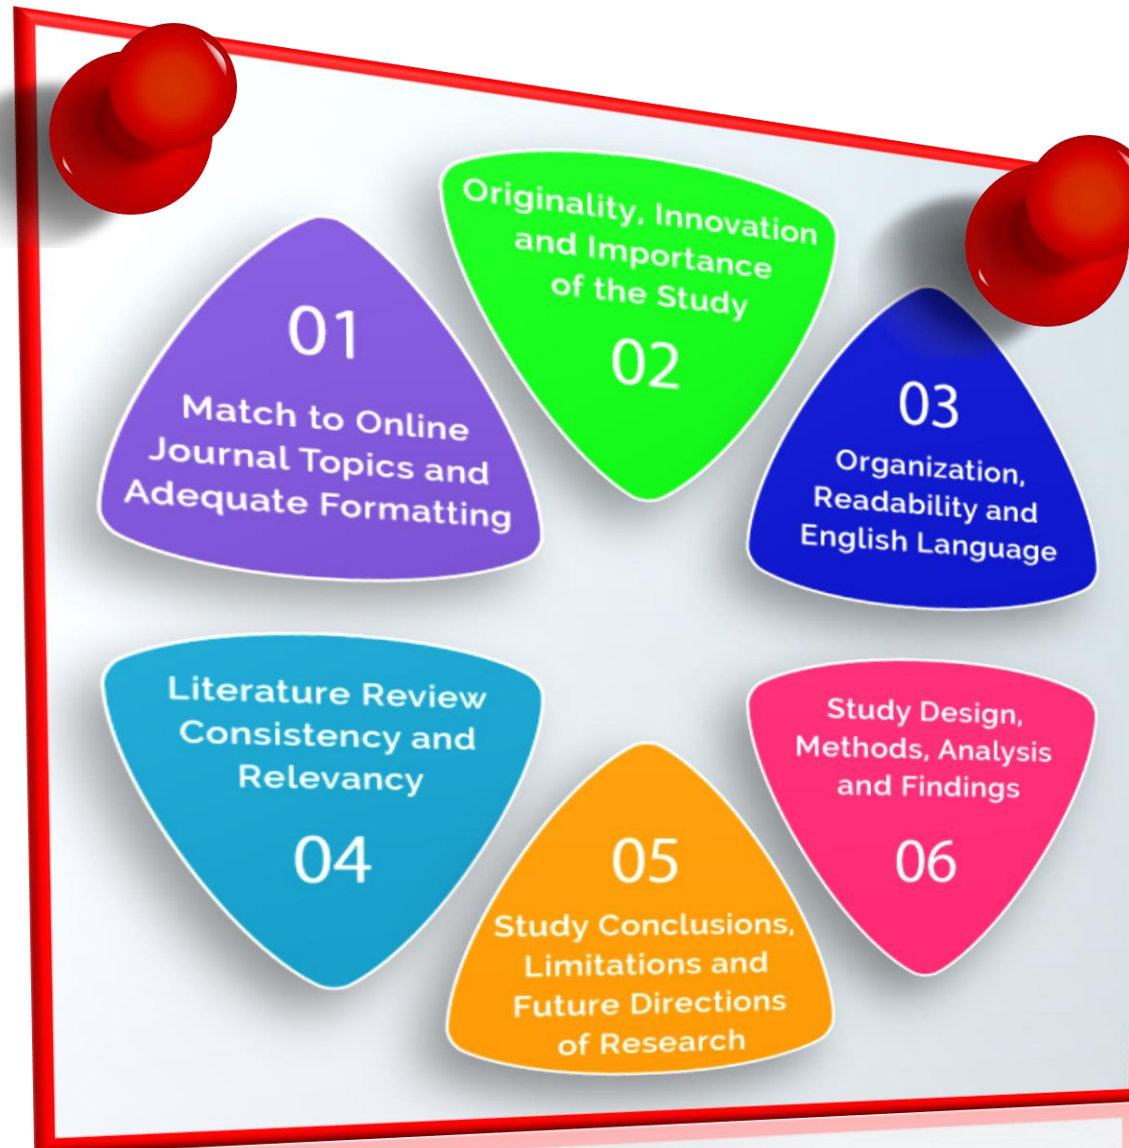 01
Match to Online
Journal Topics and
Adequate Formatting
Originality, Innovation
and Importance
of the Study
02
03
Organization,
Readability and
English Language
Literature Review
Consistency and
Relevancy
04
05
Study Conclusions,
Limitations and
Future Directions
of Research
Study Design,
Methods, Analysis
and Findings
06